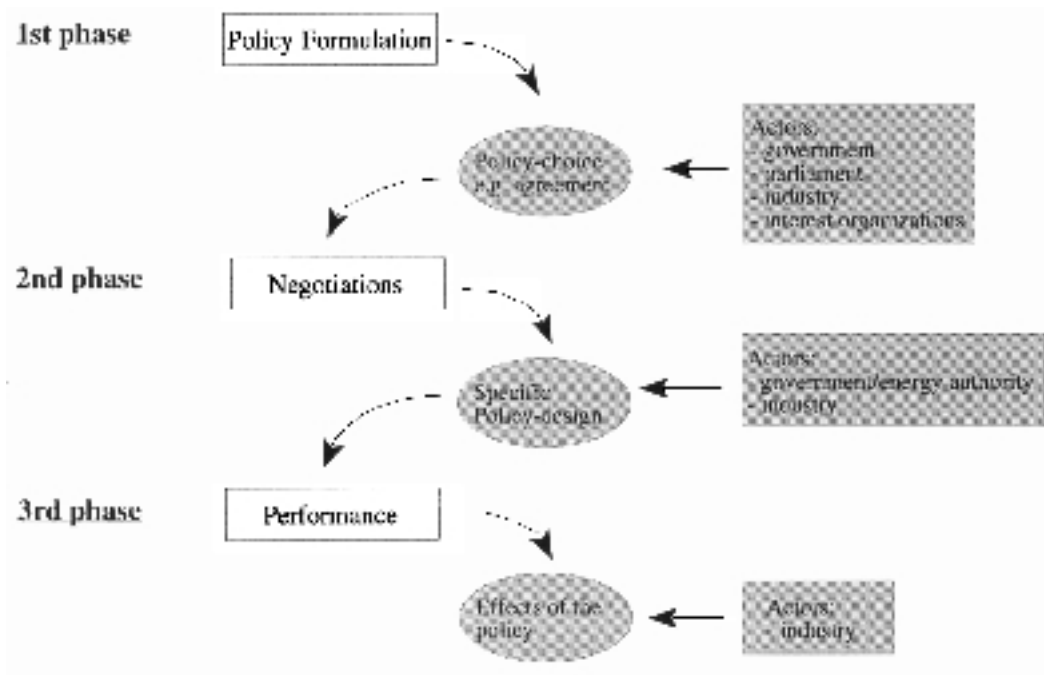 1st phase
Policy Formulation
Policy-choice
e.g. agreement
Actors:
- government
- parliament
- industry
- interest organizations
2nd phase
Negotiations
Specific
Policy-design
Actors:
government/energy authority
- industry
3rd phase
Performance
Effects of the
policy
Actors:
- industry